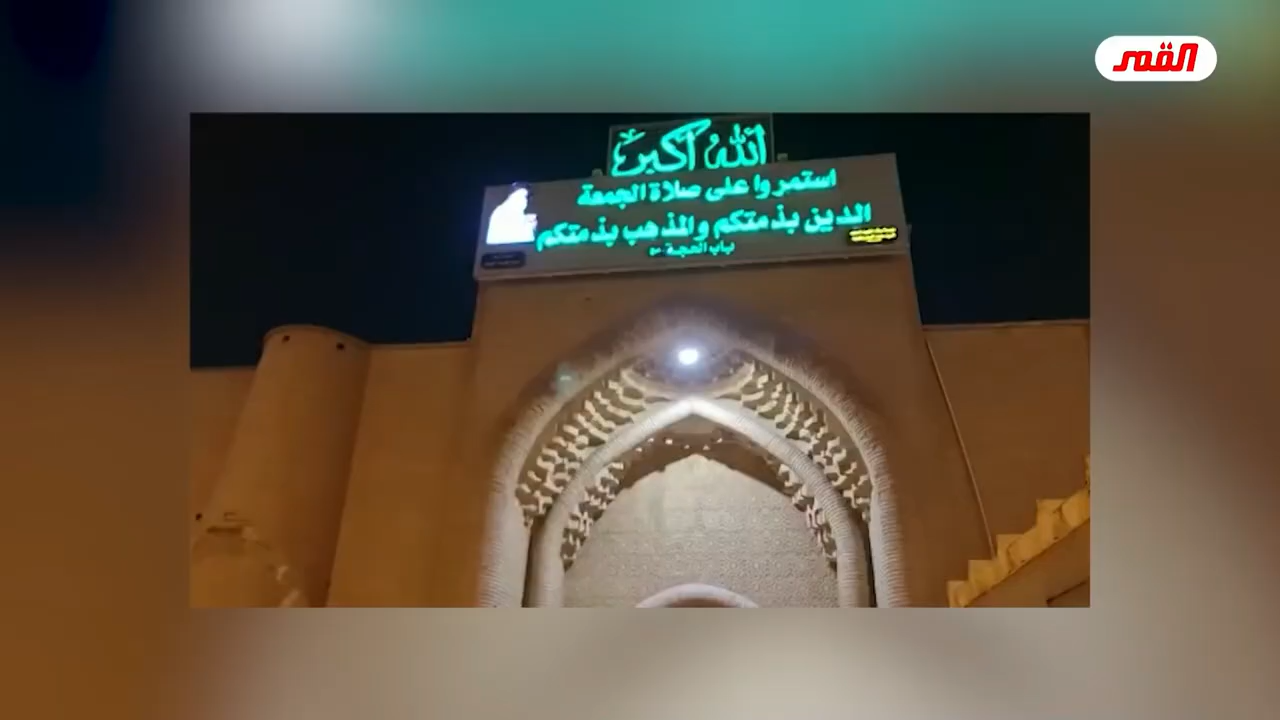 القمر
الله أكبر
استمروا على صلاة الجمعة
الدين بذمتكم والمذهب بذمتكم
باب الحجة